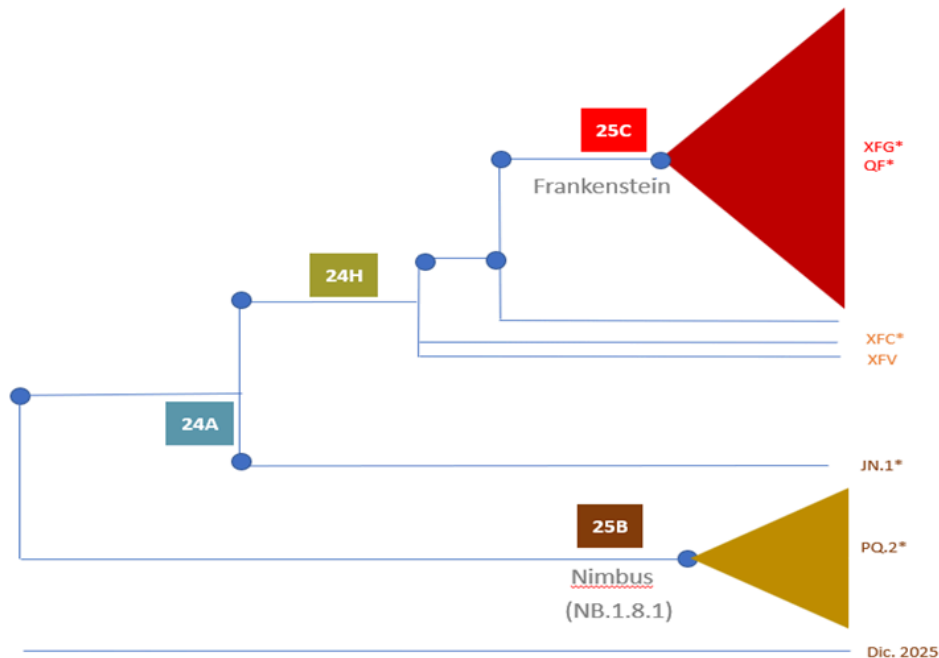 25C
XFG*
QF*
Frankenstein
24H
XFC*
XFV
24A
JN.1*
25B
PQ.2*
Nimbus
(NB.1.8.1)
Dic. 2025